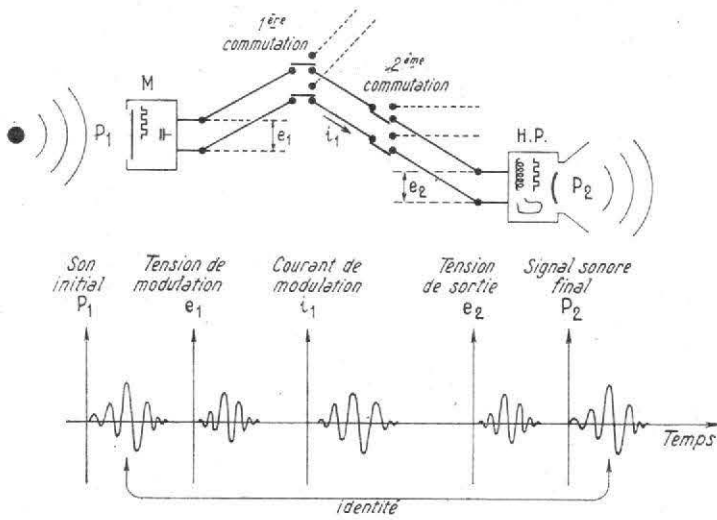 1ère
commutation
2ème
commutation
M
H.P.
P1
e1
i1
e2
P2
Son
initial
P1
Tension de
modulation
e1
Courant de
modulation
i1
Tension
de sortie
e2
Signal sonore
final
P2
Temps
identité